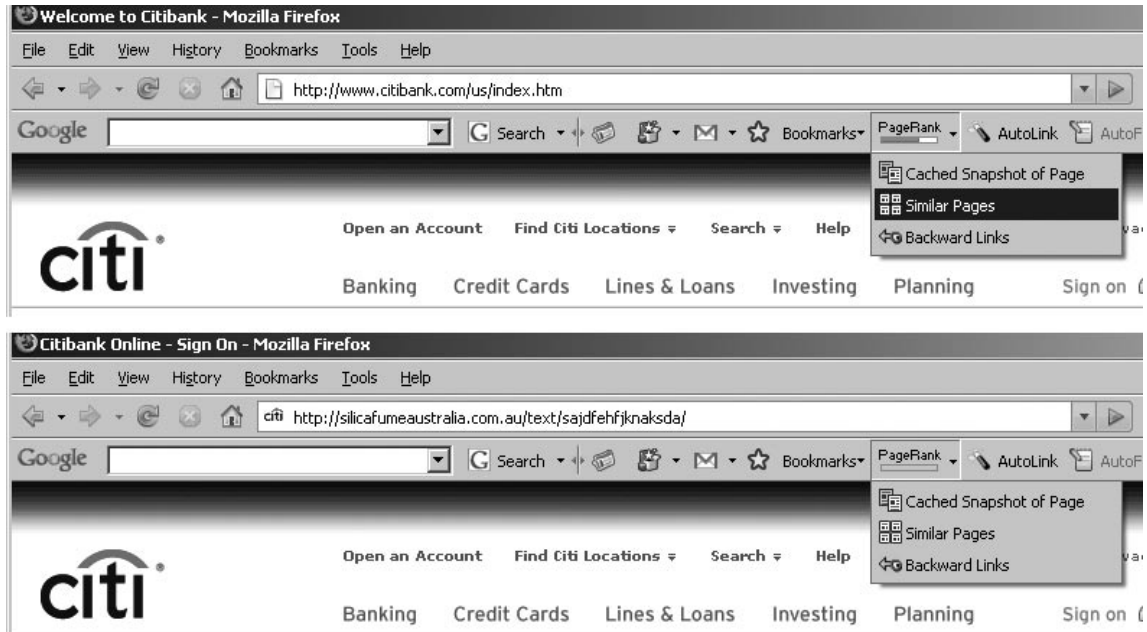 Welcome to Citibank - Mozilla Firefox
File Edit View History Bookmarks Tools Help
http://www.citibank.com/us/index.htm
Google G Search Bookmarks PageRank AutoLink AutoF
Cached Snapshot of Page
Similar Pages
Backward Links
citi
Open an Account Find Citi Locations Search Help
Banking Credit Cards Lines & Loans Investing Planning Sign on
Citibank Online - Sign On - Mozilla Firefox
File Edit View History Bookmarks Tools Help
citi http://silicafumeaustralia.com.au/text/sajdfehfjknaksda/
Google G Search Bookmarks PageRank AutoLink AutoF
Cached Snapshot of Page
Similar Pages
Backward Links
citi
Open an Account Find Citi Locations Search Help
Banking Credit Cards Lines & Loans Investing Planning Sign on